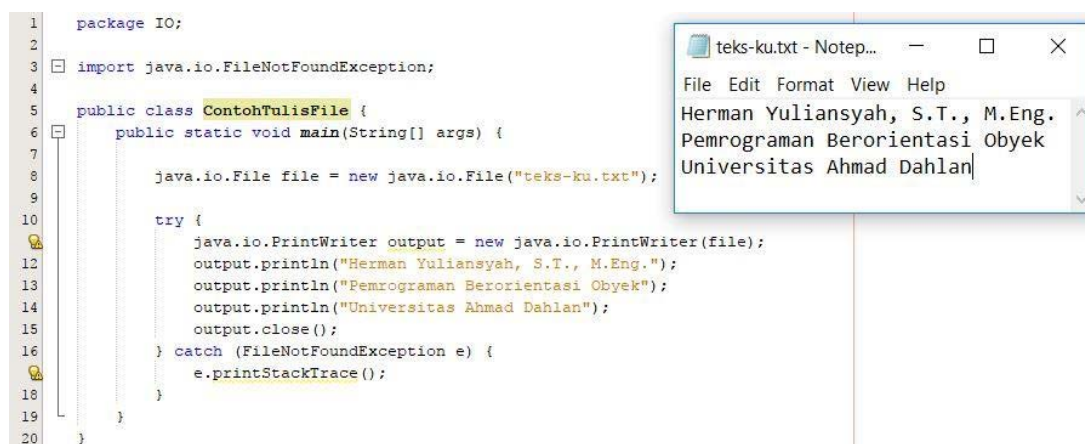 1 package IO;
2
3 import java.io.FileNotFoundException;
4
5 public class ContohTulisFile {
6 public static void main(String[] args) {
7
8 java.io.File file = new java.io.File("teks-ku.txt");
9
10 try {
java.io.PrintWriter output = new java.io.PrintWriter(file);
12 output.println("Herman Yuliansyah, S.T., M.Eng.");
13 output.println("Pemrograman Berorientasi Obyek");
14 output.println("Universitas Ahmad Dahlan");
15 output.close();
16 } catch (FileNotFoundException e) {
e.printStackTrace();
18 }
19 }
20 }
teks-ku.txt - Notep...
File Edit Format View Help
Herman Yuliansyah, S.T., M.Eng.
Pemrograman Berorientasi Obyek
Universitas Ahmad Dahlan